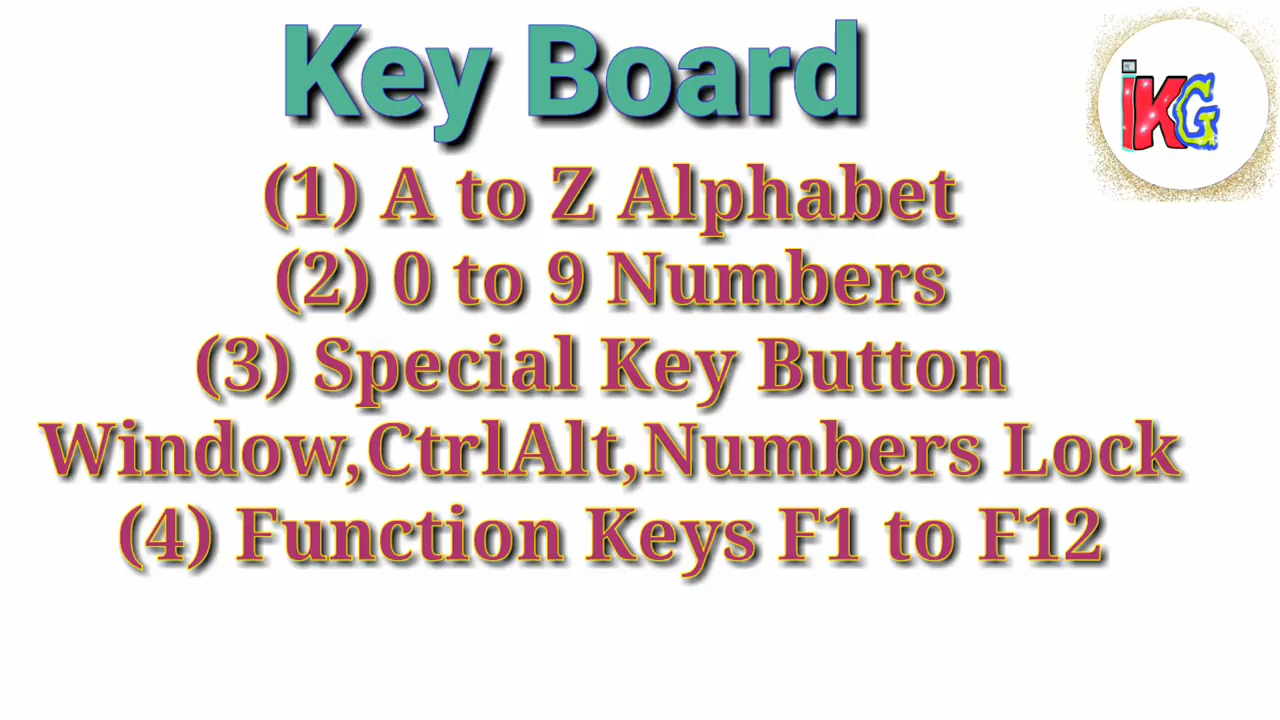 Key Board
iKG
(1) A to Z Alphabet
(2) 0 to 9 Numbers
(3) Special Key Button
Window,CtrlAlt,Numbers Lock
(4) Function Keys F1 to F12